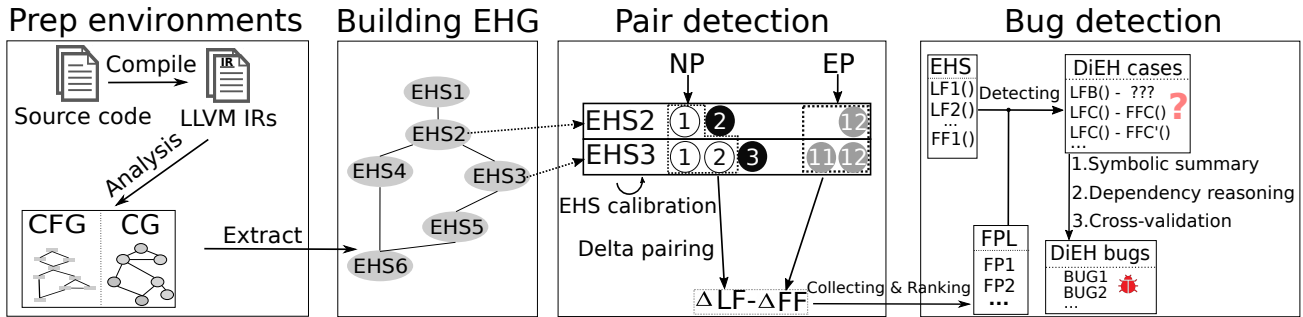 Prep environments
Source code
Compile
IR
LLVM IRs
Analysis
CFG
CG
Extract
Building EHG
EHS1
EHS2
EHS4
EHS3
EHS5
EHS6
Pair detection
NP
EP
EHS2
1
2
12
EHS3
1
2
3
11
12
EHS calibration
Delta pairing
ΔLF-ΔFF
Collecting & Ranking
Bug detection
EHS
LF1()
LF2()
...
FF1()
Detecting
DiEH cases
LFB() - ???
LFC() - FFC()
LFC() - FFC'()
...
?
1.Symbolic summary
2.Dependency reasoning
3.Cross-validation
FPL
FP1
FP2
...
DiEH bugs
BUG1
BUG2
...